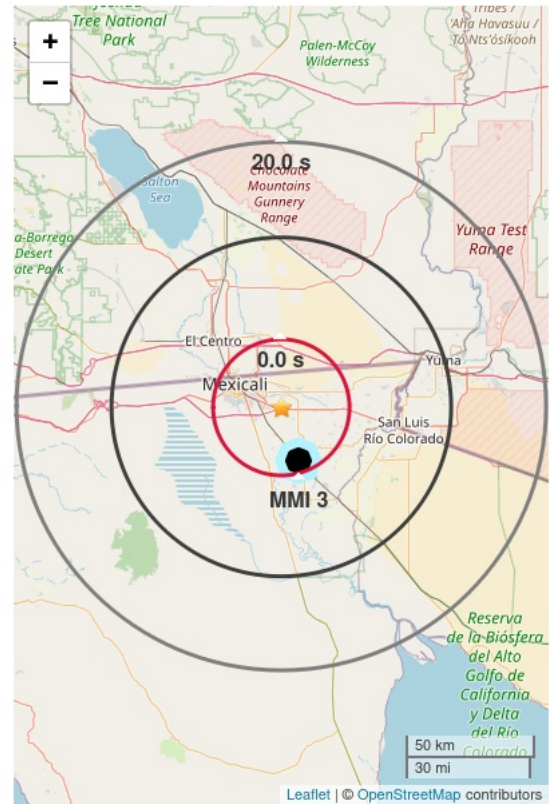 Tree National
Park
Tribes /
'Aha Havasuu /
To Nts'ósikooh
+
−
Palen-McCoy
Wilderness
20.0 s
Chocolate
Mountains
Gunnery
Range
Salton
Sea
a-Borrego
Desert
ate Park
Yuma Test
Range
El Centro
0.0 s
Yuma
Mexicali
San Luis
Río Colorado
MMI 3
Reserva
de la Biósfera
del Alto
Golfo de
California
y Delta
del Río
Colorado
50 km
30 mi
Leaflet | © OpenStreetMap contributors